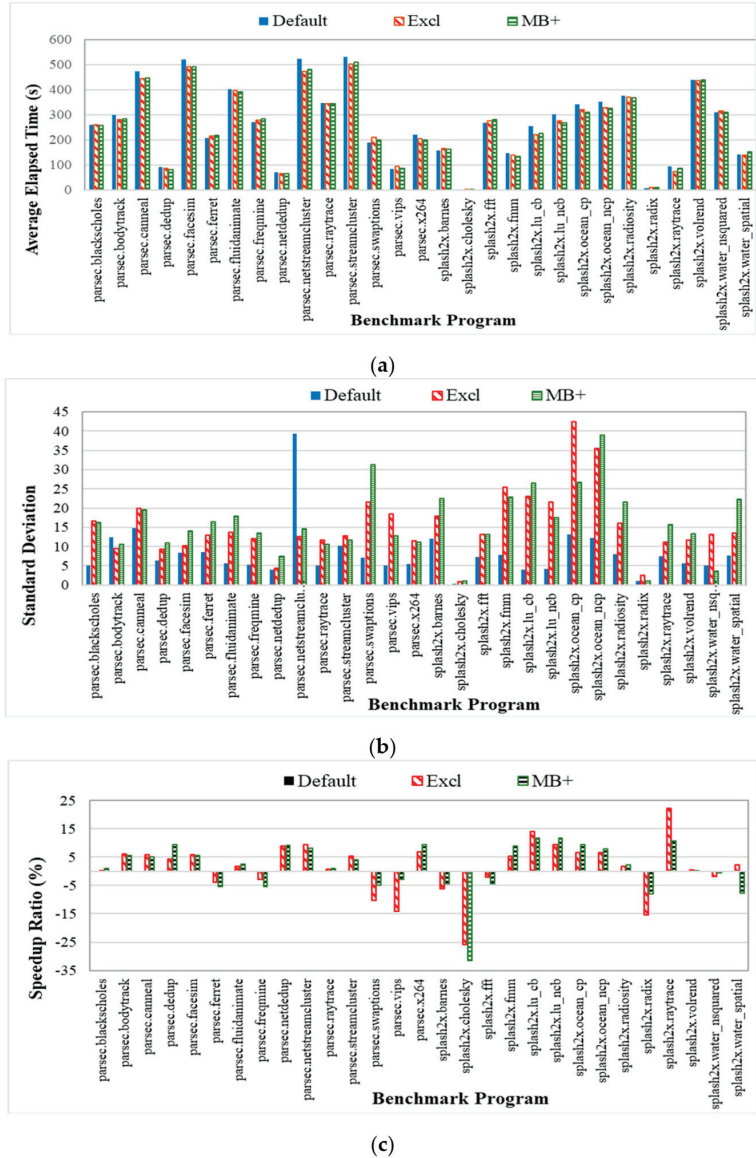 Default Excl MB+
600
500
400
300
200
100
0
Average Elapsed Time (s)
parsec.blackscholes
parsec.bodytrack
parsec.canneal
parsec.dedup
parsec.facesim
parsec.ferret
parsec.fluidanimate
parsec.freqmine
parsec.netdedup
parsec.netstreamcluster
parsec.raytrace
parsec.streamcluster
parsec.swaptions
parsec.vips
parsec.x264
splash2x.barnes
splash2x.cholesky
splash2x.fft
splash2x.fmm
splash2x.lu_cb
splash2x.lu_ncb
splash2x.ocean_cp
splash2x.ocean_ncp
splash2x.radiosity
splash2x.radix
splash2x.raytrace
splash2x.volrend
splash2x.water_nsquared
splash2x.water_spatial
Benchmark Program
(a)
Default Excl MB+
45
40
35
30
25
20
15
10
5
0
Standard Deviation
parsec.blackscholes
parsec.bodytrack
parsec.canneal
parsec.dedup
parsec.facesim
parsec.ferret
parsec.fluidanimate
parsec.freqmine
parsec.netdedup
parsec.netstreamclu...
parsec.raytrace
parsec.streamcluster
parsec.swaptions
parsec.vips
parsec.x264
splash2x.barnes
splash2x.cholesky
splash2x.fft
splash2x.fmm
splash2x.lu_cb
splash2x.lu_ncb
splash2x.ocean_cp
splash2x.ocean_ncp
splash2x.radiosity
splash2x.radix
splash2x.raytrace
splash2x.volrend
splash2x.water_nsq...
splash2x.water_spatial
Benchmark Program
(b)
Default Excl MB+
25
15
5
-5
-15
-25
-35
Speedup Ratio (%)
parsec.blackscholes
parsec.bodytrack
parsec.canneal
parsec.dedup
parsec.facesim
parsec.ferret
parsec.fluidanimate
parsec.freqmine
parsec.netdedup
parsec.netstreamcluster
parsec.raytrace
parsec.streamcluster
parsec.swaptions
parsec.vips
parsec.x264
splash2x.barnes
splash2x.cholesky
splash2x.fft
splash2x.fmm
splash2x.lu_cb
splash2x.lu_ncb
splash2x.ocean_cp
splash2x.ocean_ncp
splash2x.radiosity
splash2x.radix
splash2x.raytrace
splash2x.volrend
splash2x.water_nsquared
splash2x.water_spatial
Benchmark Program
(c)